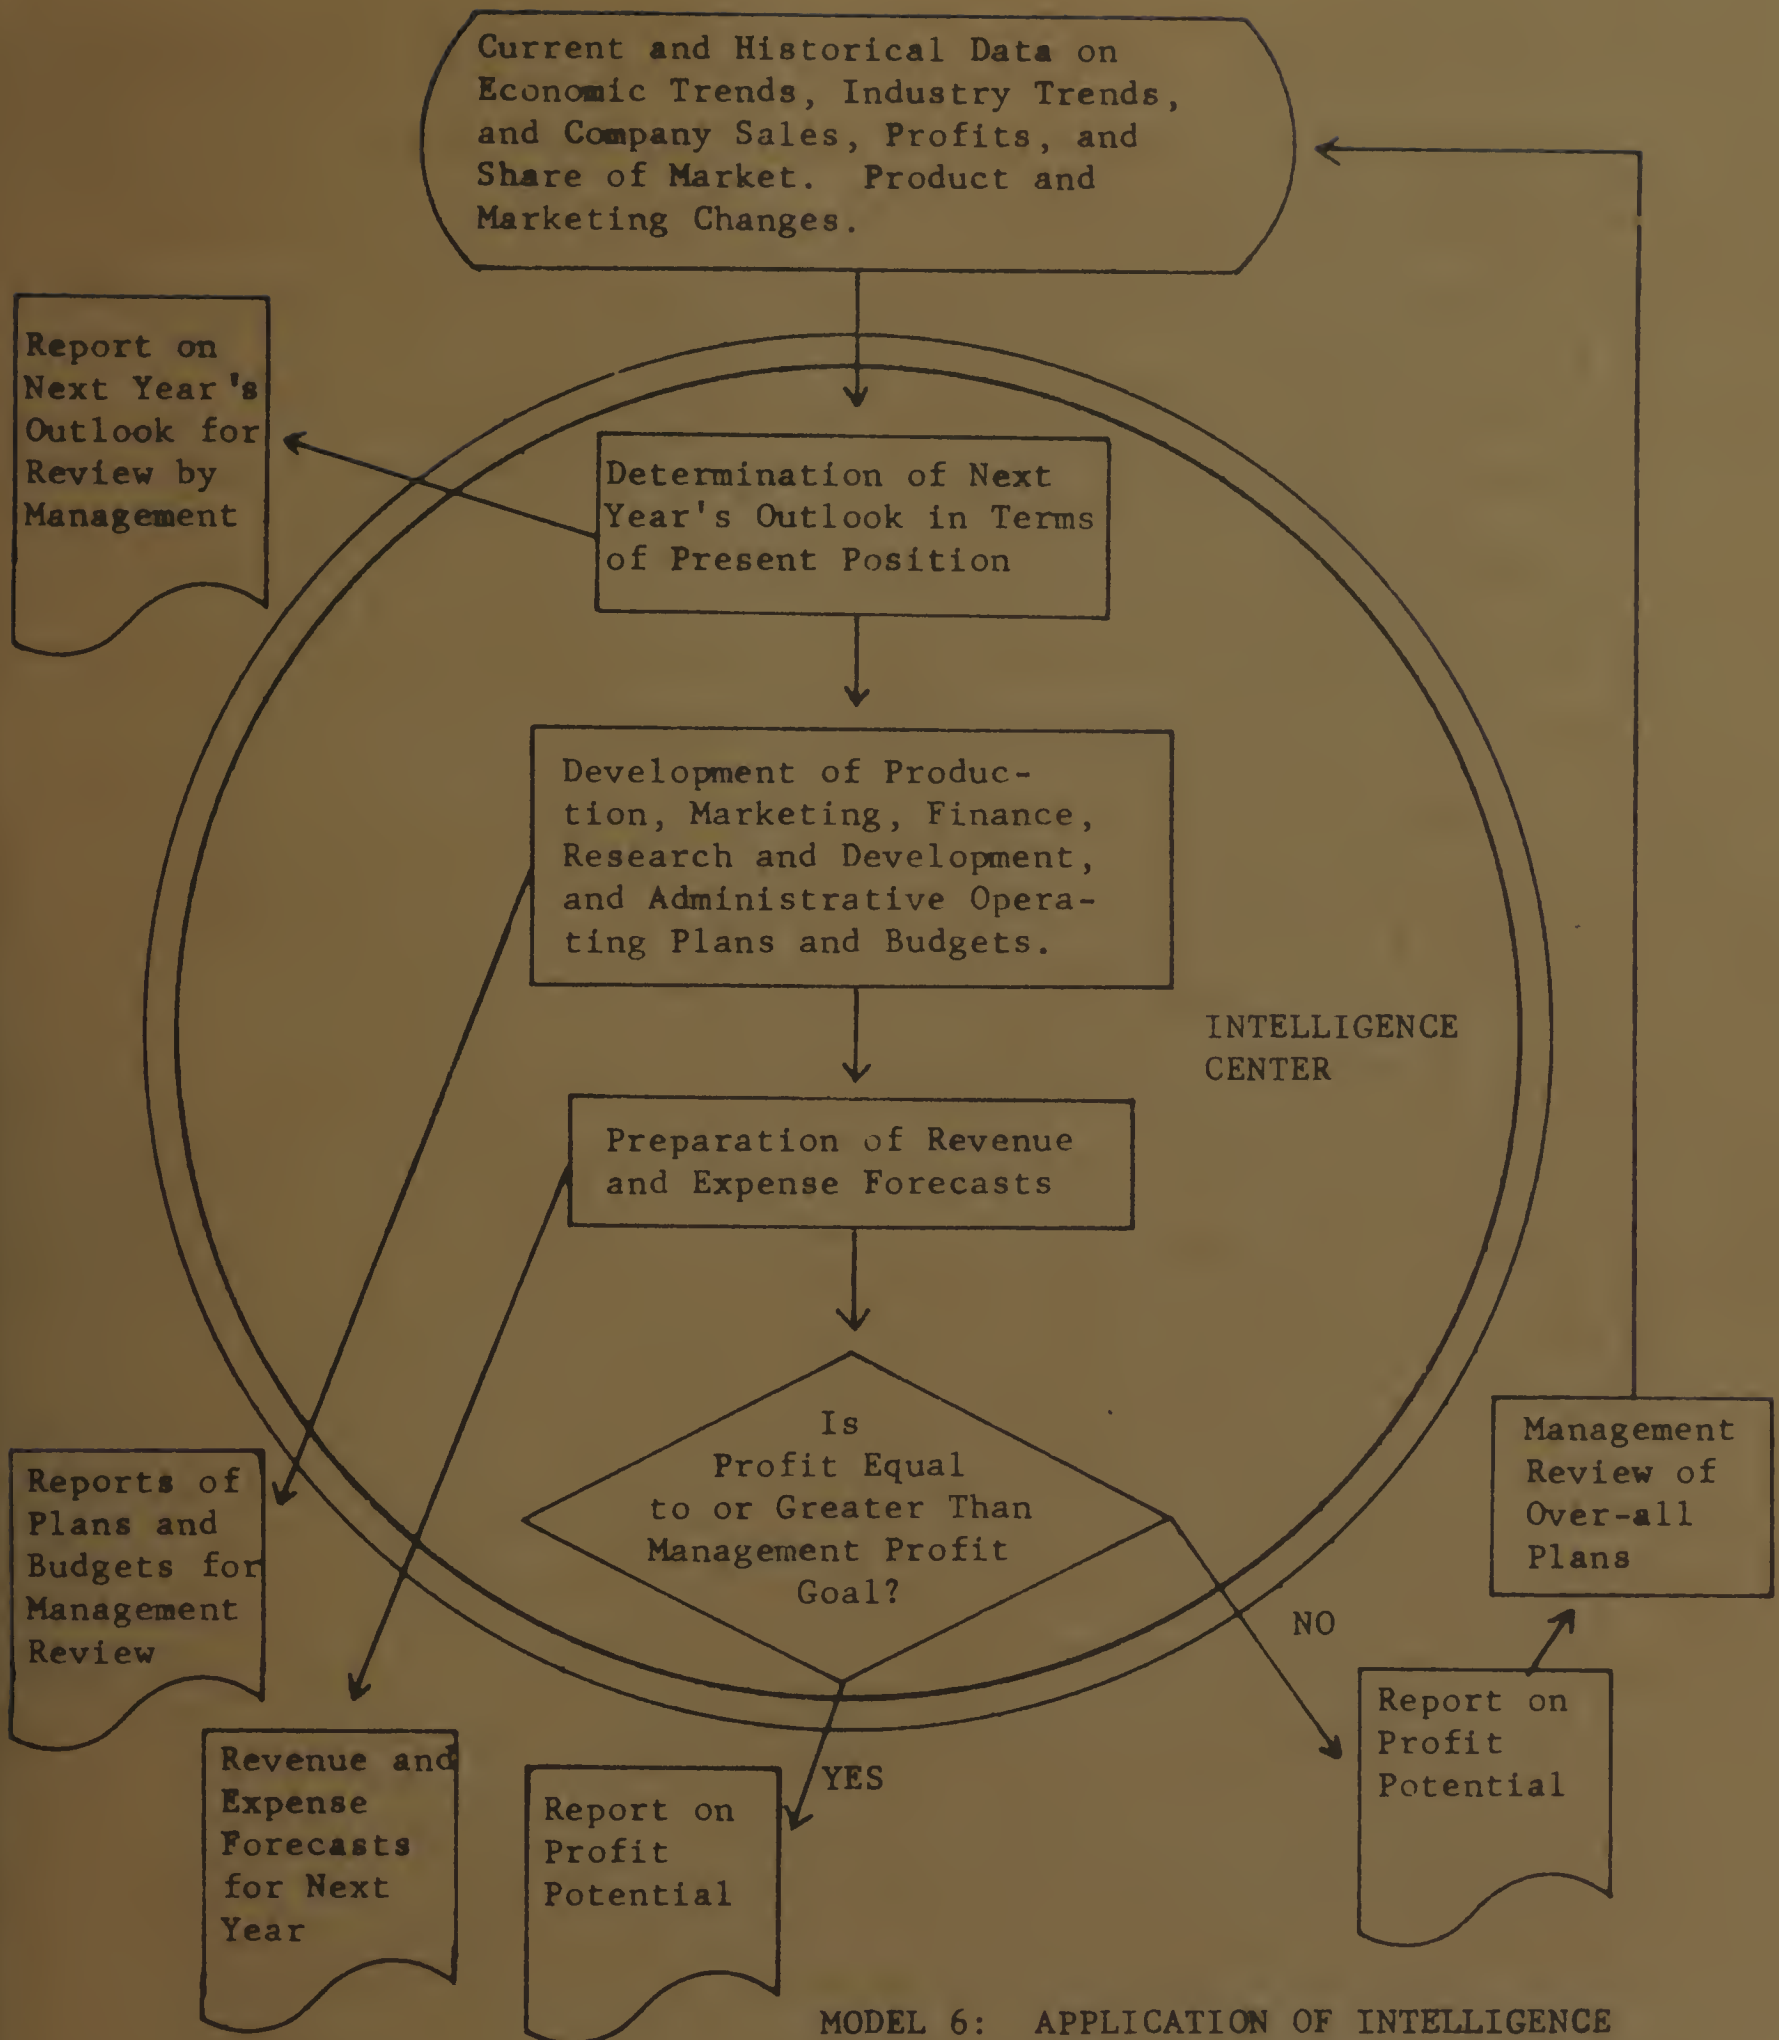 Current and Historical Data on
Economic Trends, Industry Trends,
and Company Sales, Profits, and
Share of Market. Product and
Marketing Changes.
Report on
Next Year's
Outlook for
Review by
Management
Determination of Next
Year's Outlook in Terms
of Present Position
Development of Produc-
tion, Marketing, Finance,
Research and Development,
and Administrative Opera-
ting Plans and Budgets.
INTELLIGENCE
CENTER
Preparation of Revenue
and Expense Forecasts
Is
Profit Equal
to or Greater Than
Management Profit
Goal?
Management
Review of
Over-all
Plans
Reports of
Plans and
Budgets for
Management
Review
NO
Report on
Profit
Potential
Revenue and
Expense
Forecasts
for Next
Year
YES
Report on
Profit
Potential
MODEL 6: APPLICATION OF INTELLIGENCE